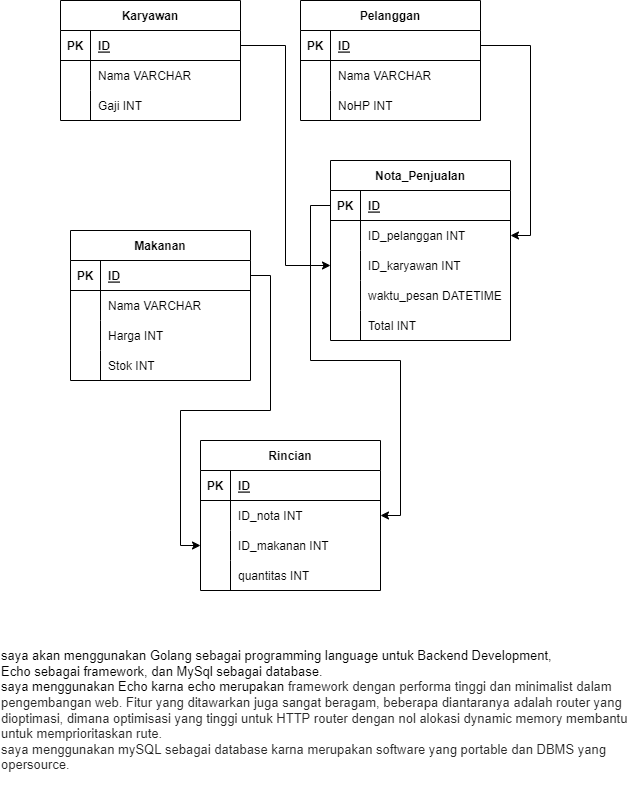 Karyawan
PK ID
Nama VARCHAR
Gaji INT
Pelanggan
PK ID
Nama VARCHAR
NoHP INT
Nota_Penjualan
PK ID
ID_pelanggan INT
ID_karyawan INT
waktu_pesan DATETIME
Total INT
Makanan
PK ID
Nama VARCHAR
Harga INT
Stok INT
Rincian
PK ID
ID_nota INT
ID_makanan INT
quantitas INT
saya akan menggunakan Golang sebagai programming language untuk Backend Development,
Echo sebagai framework, dan MySql sebagai database.
saya menggunakan Echo karna echo merupakan framework dengan performa tinggi dan minimalist dalam
pengembangan web. Fitur yang ditawarkan juga sangat beragam, beberapa diantaranya adalah router yang
dioptimasi, dimana optimisasi yang tinggi untuk HTTP router dengan nol alokasi dynamic memory membantu
untuk memprioritaskan rute.
saya menggunakan mySQL sebagai database karna merupakan software yang portable dan DBMS yang
opersource.